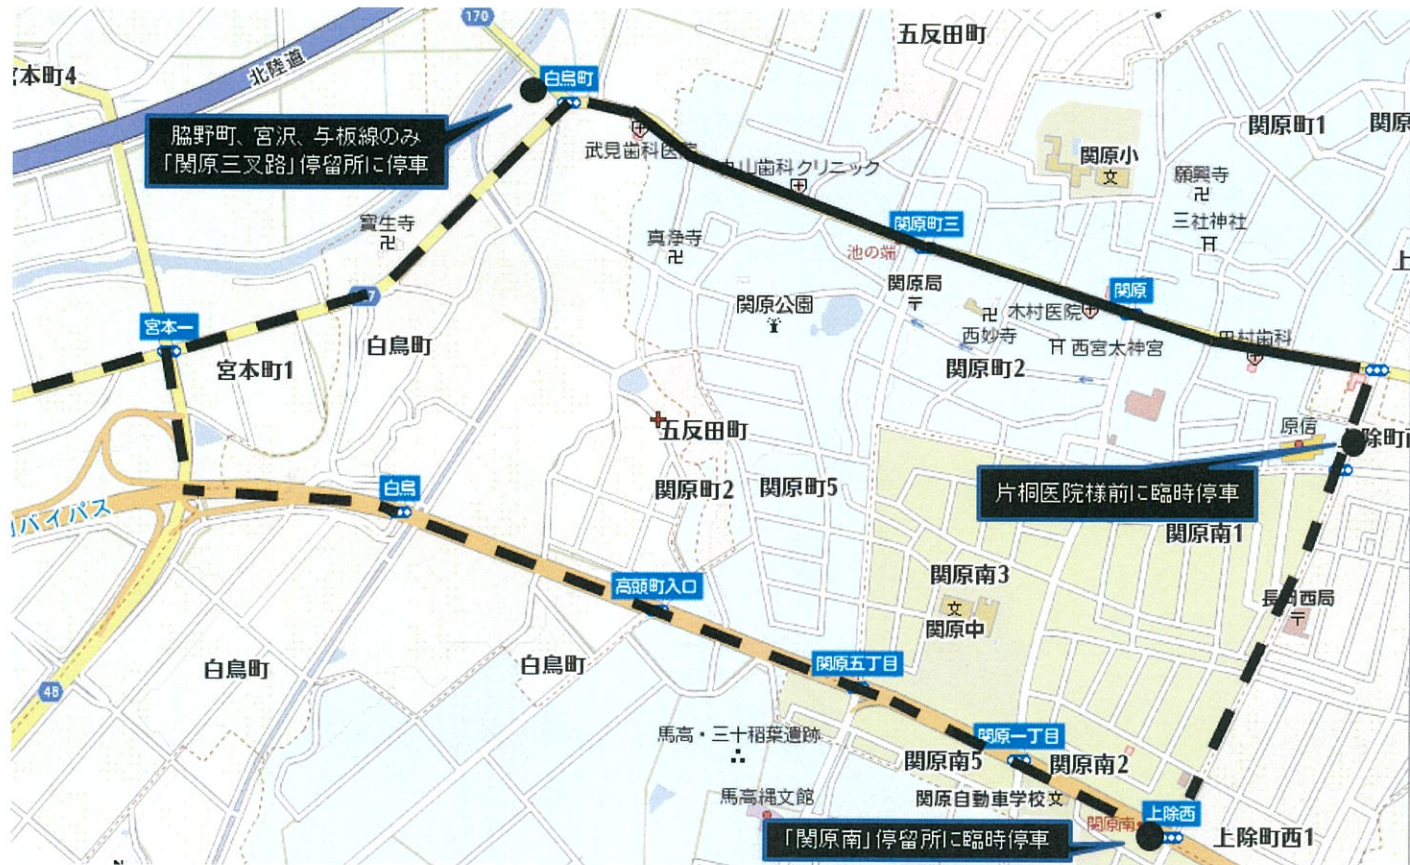 170
五反田町
宮本町4
北陸道
白鳥町
関原町1
関原
脇野町、宮沢、与板線のみ
「関原三叉路」停留所に停車
武見歯科医院
中山歯科クリニック
関原小
文
願興寺
三社神社
寳生寺
真浄寺
関原町三
池の端
関原局
上
関原公園
木村医院
関原
西妙寺
西宮太神宮
田村歯科
宮本一
白鳥町
宮本町1
関原町2
五反田町
原信
上除町西
片桐医院様前に臨時停車
白鳥
関原町2
関原町5
バイパス
関原南1
関原南3
高頭町入口
文
関原中
長岡西局
白鳥町
白鳥町
関原五丁目
48
馬高・三十稲葉遺跡
関原一丁目
関原南5
関原南2
馬高縄文館
関原自動車学校
文
上除西
関原南
「関原南」停留所に臨時停車
上除町西1